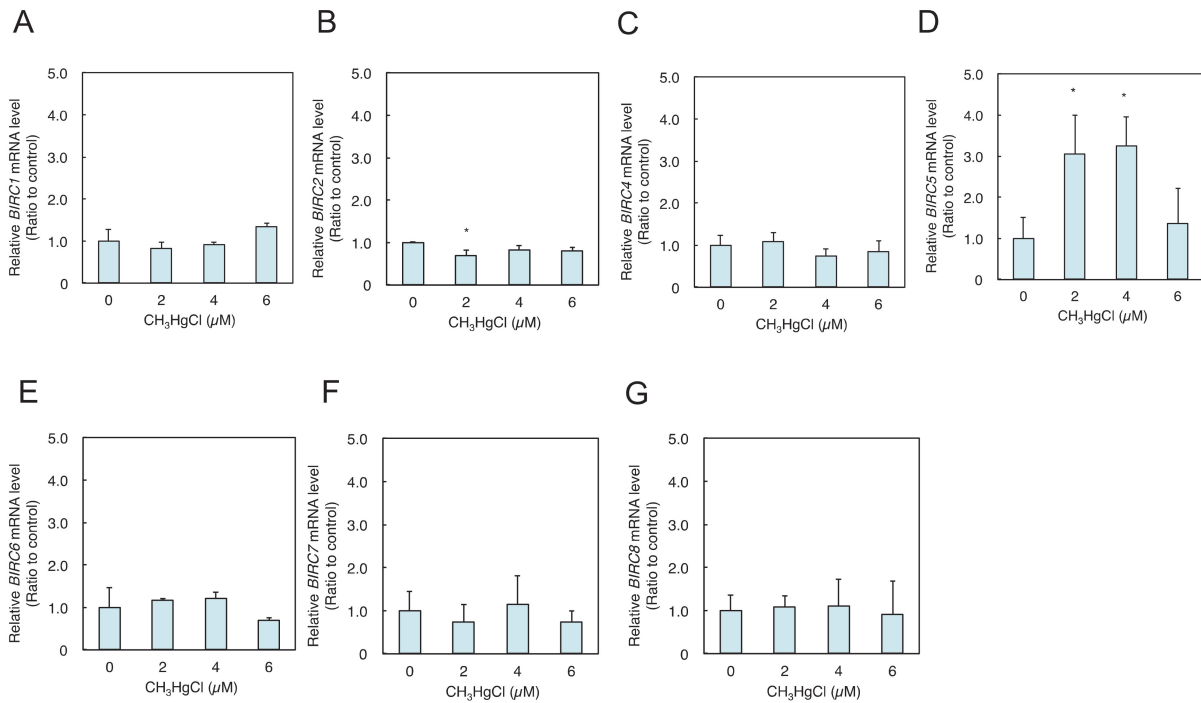 A
Relative BIRC1 mRNA level
(Ratio to control)
5.0
4.0
3.0
2.0
1.0
0
0 2 4 6
CH₃HgCl (µM)
B
Relative BIRC2 mRNA level
(Ratio to control)
5.0
4.0
3.0
2.0
1.0
0
*
0 2 4 6
CH₃HgCl (µM)
C
Relative BIRC4 mRNA level
(Ratio to control)
5.0
4.0
3.0
2.0
1.0
0
0 2 4 6
CH₃HgCl (µM)
D
Relative BIRC5 mRNA level
(Ratio to control)
5.0
4.0
3.0
2.0
1.0
0
* *
0 2 4 6
CH₃HgCl (µM)
E
Relative BIRC6 mRNA level
(Ratio to control)
5.0
4.0
3.0
2.0
1.0
0
0 2 4 6
CH₃HgCl (µM)
F
Relative BIRC7 mRNA level
(Ratio to control)
5.0
4.0
3.0
2.0
1.0
0
0 2 4 6
CH₃HgCl (µM)
G
Relative BIRC8 mRNA level
(Ratio to control)
5.0
4.0
3.0
2.0
1.0
0
0 2 4 6
CH₃HgCl (µM)